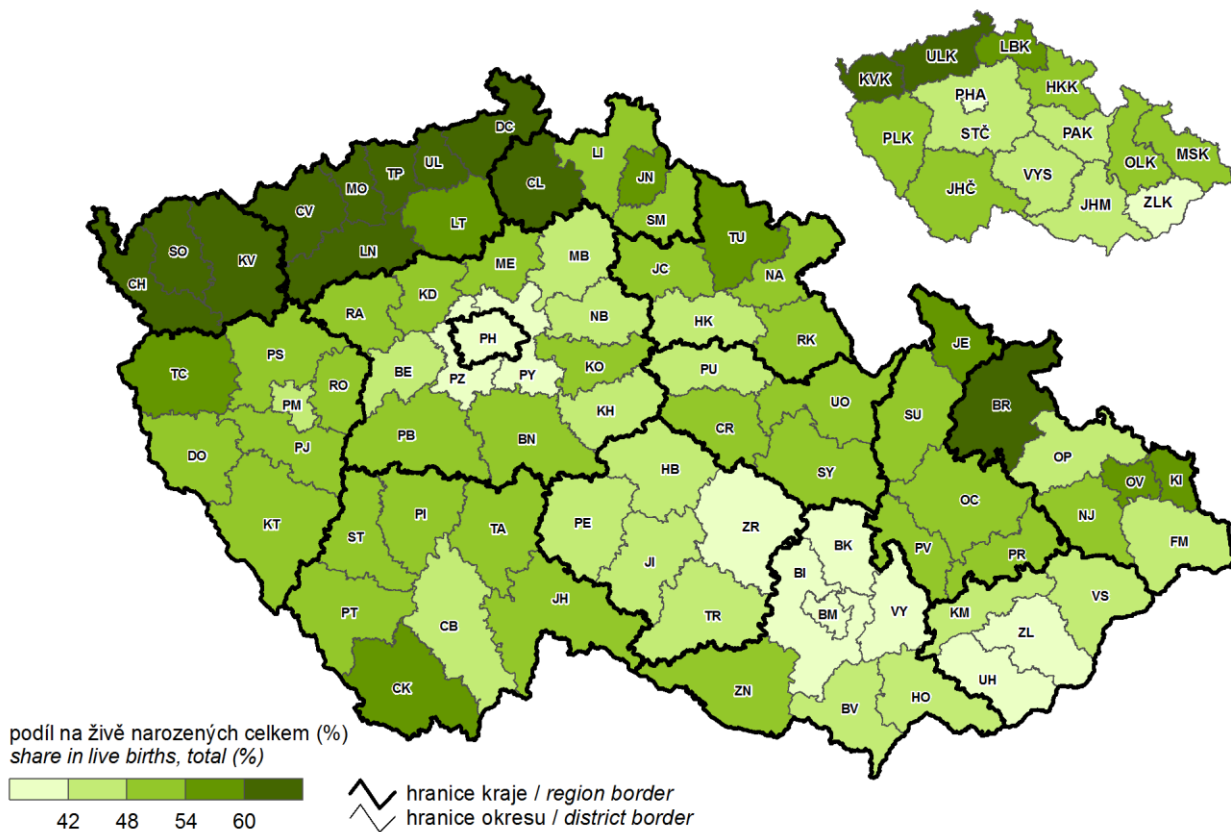 ULK
LBK
KVK
HKK
PHA
STČ
PAK
PLK
OLK
MSK
VYS
JHČ
JHM
ZLK
DC
UL
TP
MO
CL
LI
JN
CV
LT
SM
SO
KV
LN
TU
CH
ME
MB
JC
NA
KD
RA
NB
HK
RK
PH
JE
TC
PS
RO
BE
PZ
PY
KO
PU
BR
PM
KH
UO
SU
DO
PJ
PB
BN
CR
OP
SY
HB
OV
KI
KT
ST
PI
TA
PE
ZR
OC
NJ
FM
BK
JI
BI
PV
PR
PT
CB
JH
TR
BM
VY
KM
VS
ZL
CK
ZN
BV
HO
UH
podíl na živě narozených celkem (%)
share in live births, total (%)
42 48 54 60
hranice kraje / region border
hranice okresu / district border